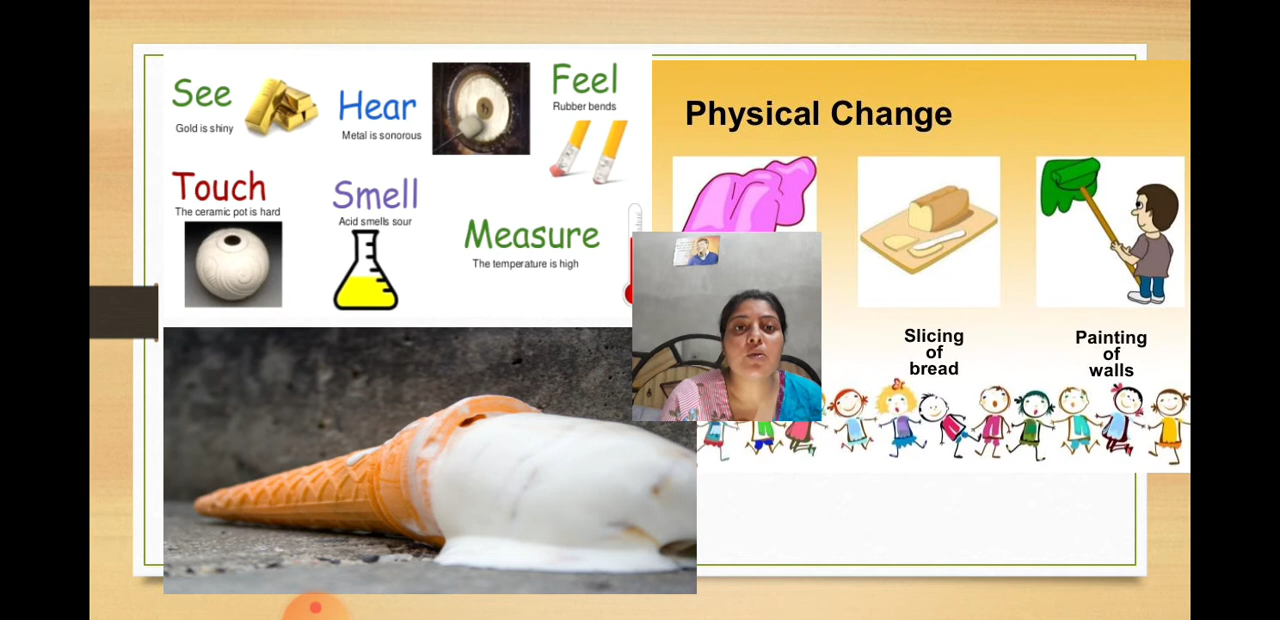 See
Gold is shiny
Hear
Metal is sonorous
Feel
Rubber bends
Touch
The ceramic pot is hard
Smell
Acid smells sour
Measure
The temperature is high
Physical Change
Slicing
of
bread
Painting
of
walls